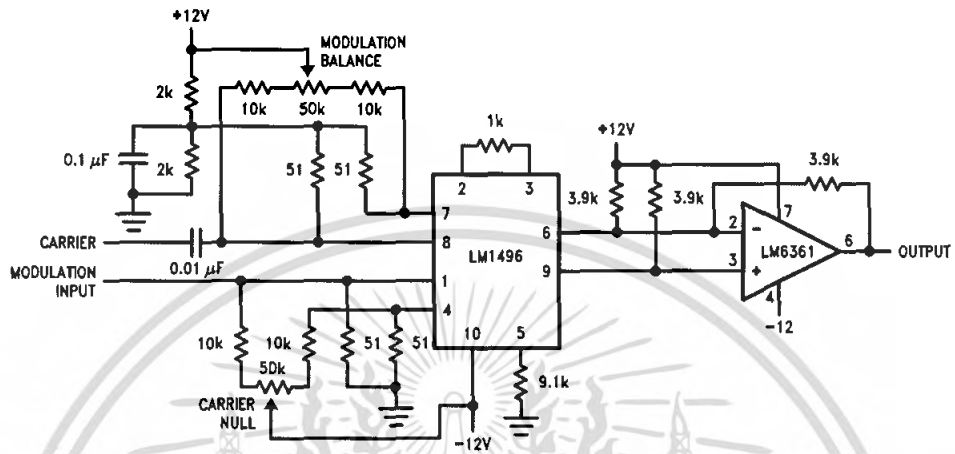 +12V
MODULATION
BALANCE
2k
10k
50k
10k
0.1 μF
2k
51
51
1k
2
3
+12V
3.9k
3.9k
3.9k
7
CARRIER
0.01 μF
8
6
2
-
7
LM1496
LM6361
6
OUTPUT
MODULATION
INPUT
1
9
3
+
4
-12
4
10k
10k
51
51
10
5
50k
9.1k
CARRIER
NULL
-12V